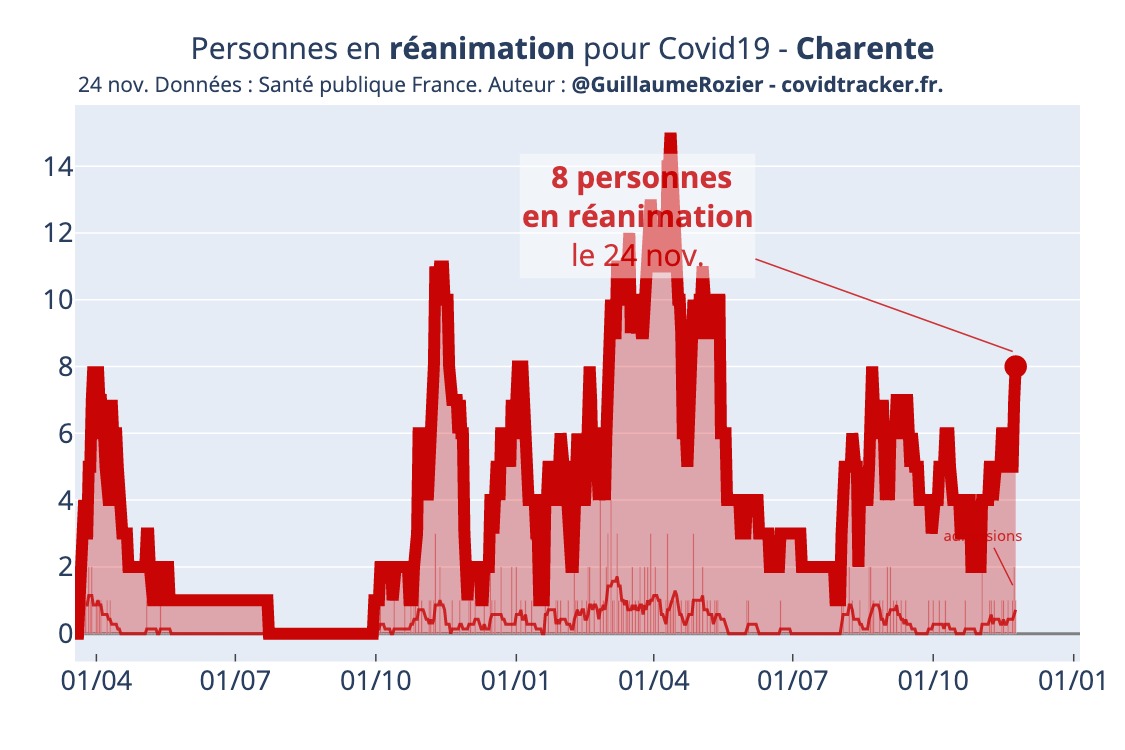 Personnes en réanimation pour Covid19 - Charente
24 nov. Données : Santé publique France. Auteur : @GuillaumeRozier - covidtracker.fr.
14
8 personnes
en réanimation
le 24 nov.
12
10
8
6
4
2
0
admissions
01/04
01/07
01/10
01/01
01/04
01/07
01/10
01/01